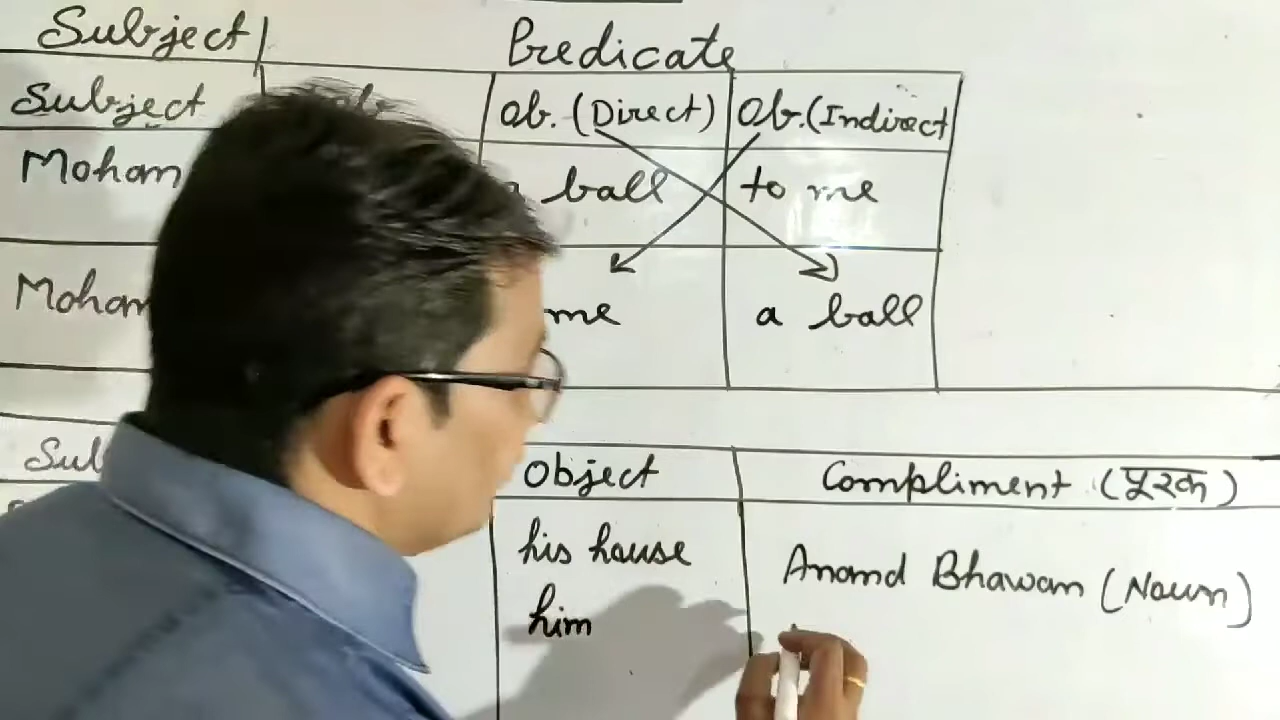 Subject Predicate
Subject Ob. (Direct) Ob. (Indirect
Mohan ball to me
Mohan me a ball
Object Compliment (पूरक)
his house Anand Bhawan (Noun)
him